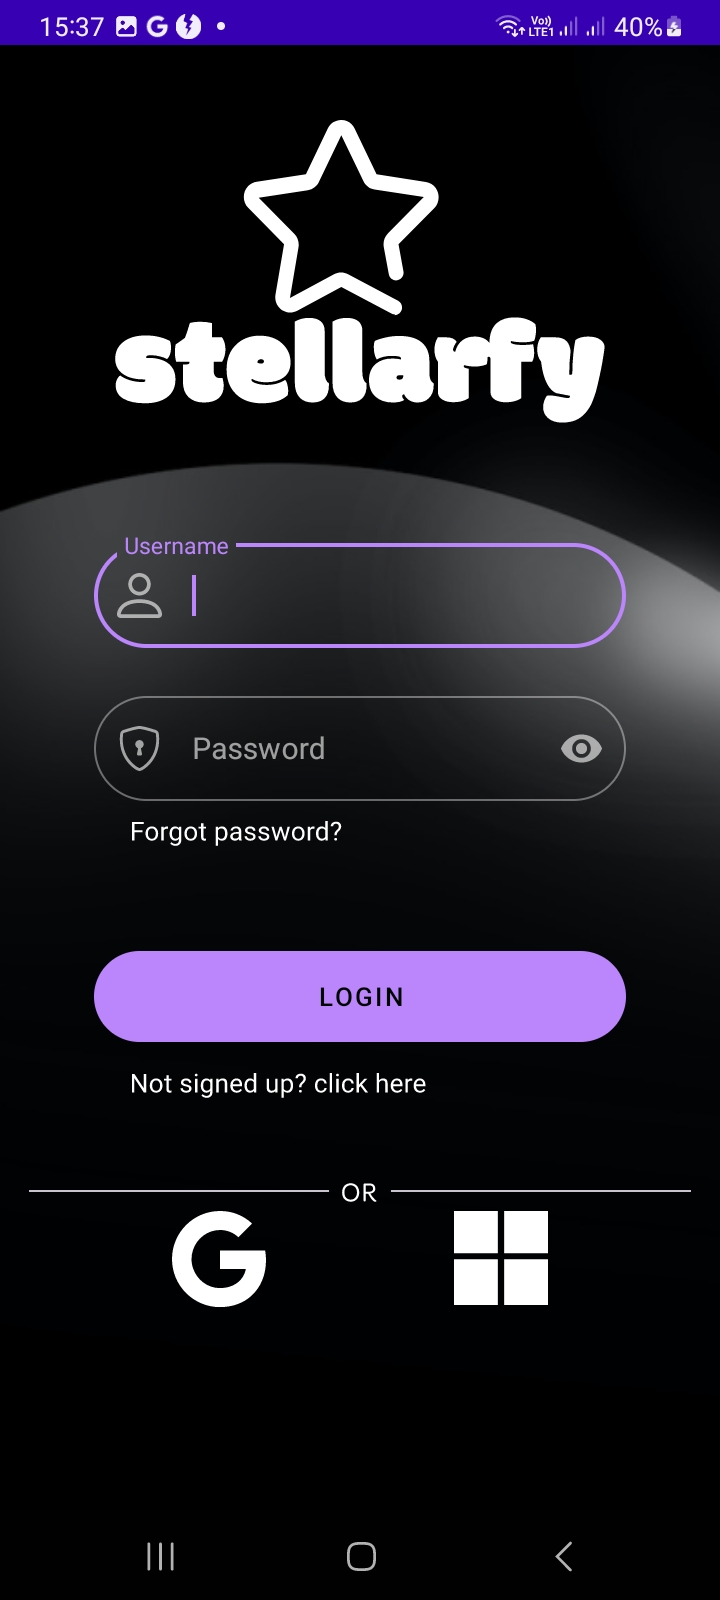 15:37 Vo)) LTE1 40%
stellarfy
Username
Password
Forgot password?
LOGIN
Not signed up? click here
OR